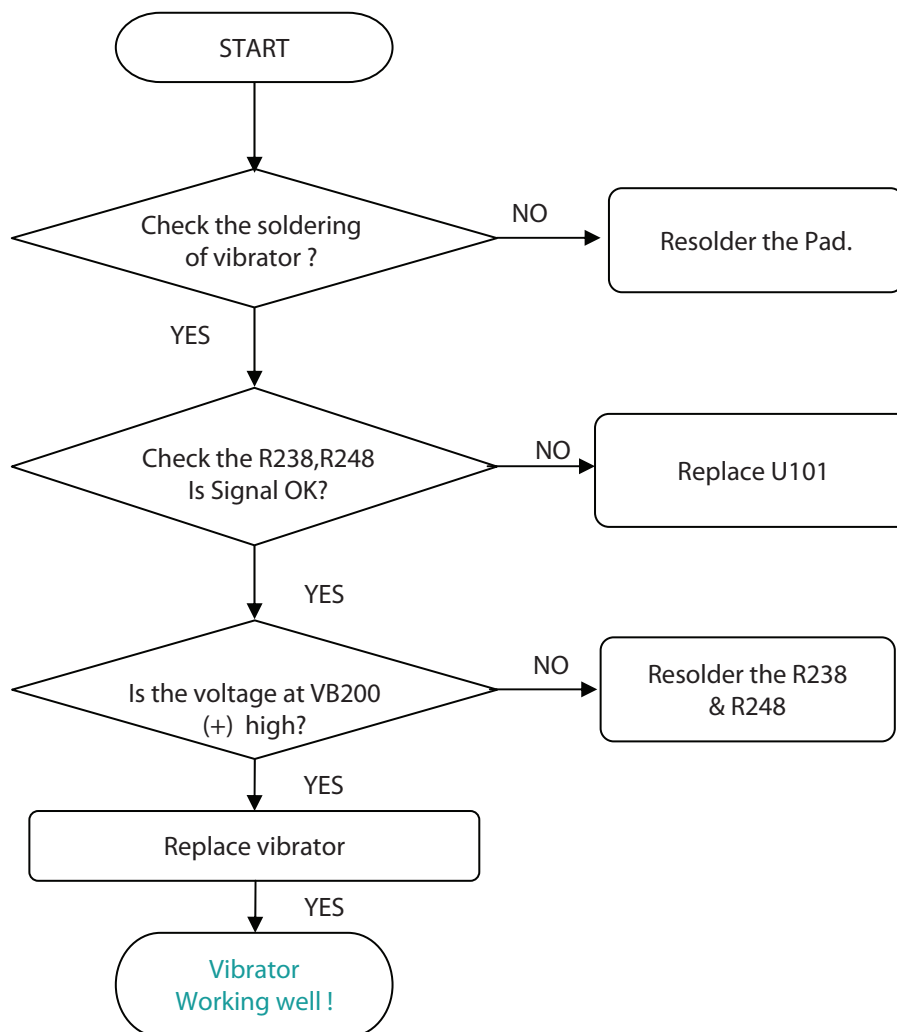 START
Check the soldering
of vibrator ?
NO
Resolder the Pad.
YES
Check the R238,R248
Is Signal OK?
NO
Replace U101
YES
Is the voltage at VB200
(+) high?
NO
Resolder the R238
& R248
YES
Replace vibrator
YES
Vibrator
Working well !